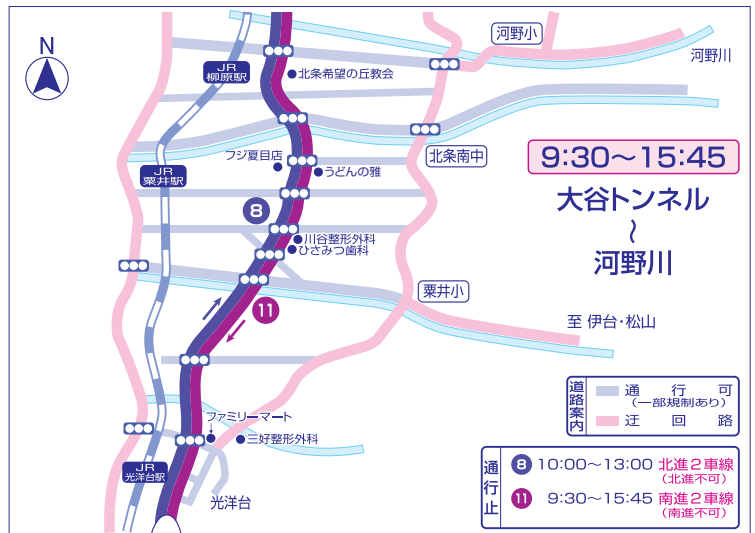 N
JR
柳原駅
北条希望の丘教会
河野小
河野川
北条南中
フジ夏目店
うどんの雅
JR
粟井駅
9:30〜15:45
大谷トンネル
〜
河野川
8
川谷整形外科
ひさみつ歯科
粟井小
11
至 伊台・松山
ファミリーマート
三好整形外科
JR
光洋台駅
光洋台
道路案内
通行可
(一部規制あり)
迂回路
通行止
8 10:00〜13:00 北進2車線
(北進不可)
11 9:30〜15:45 南進2車線
(南進不可)